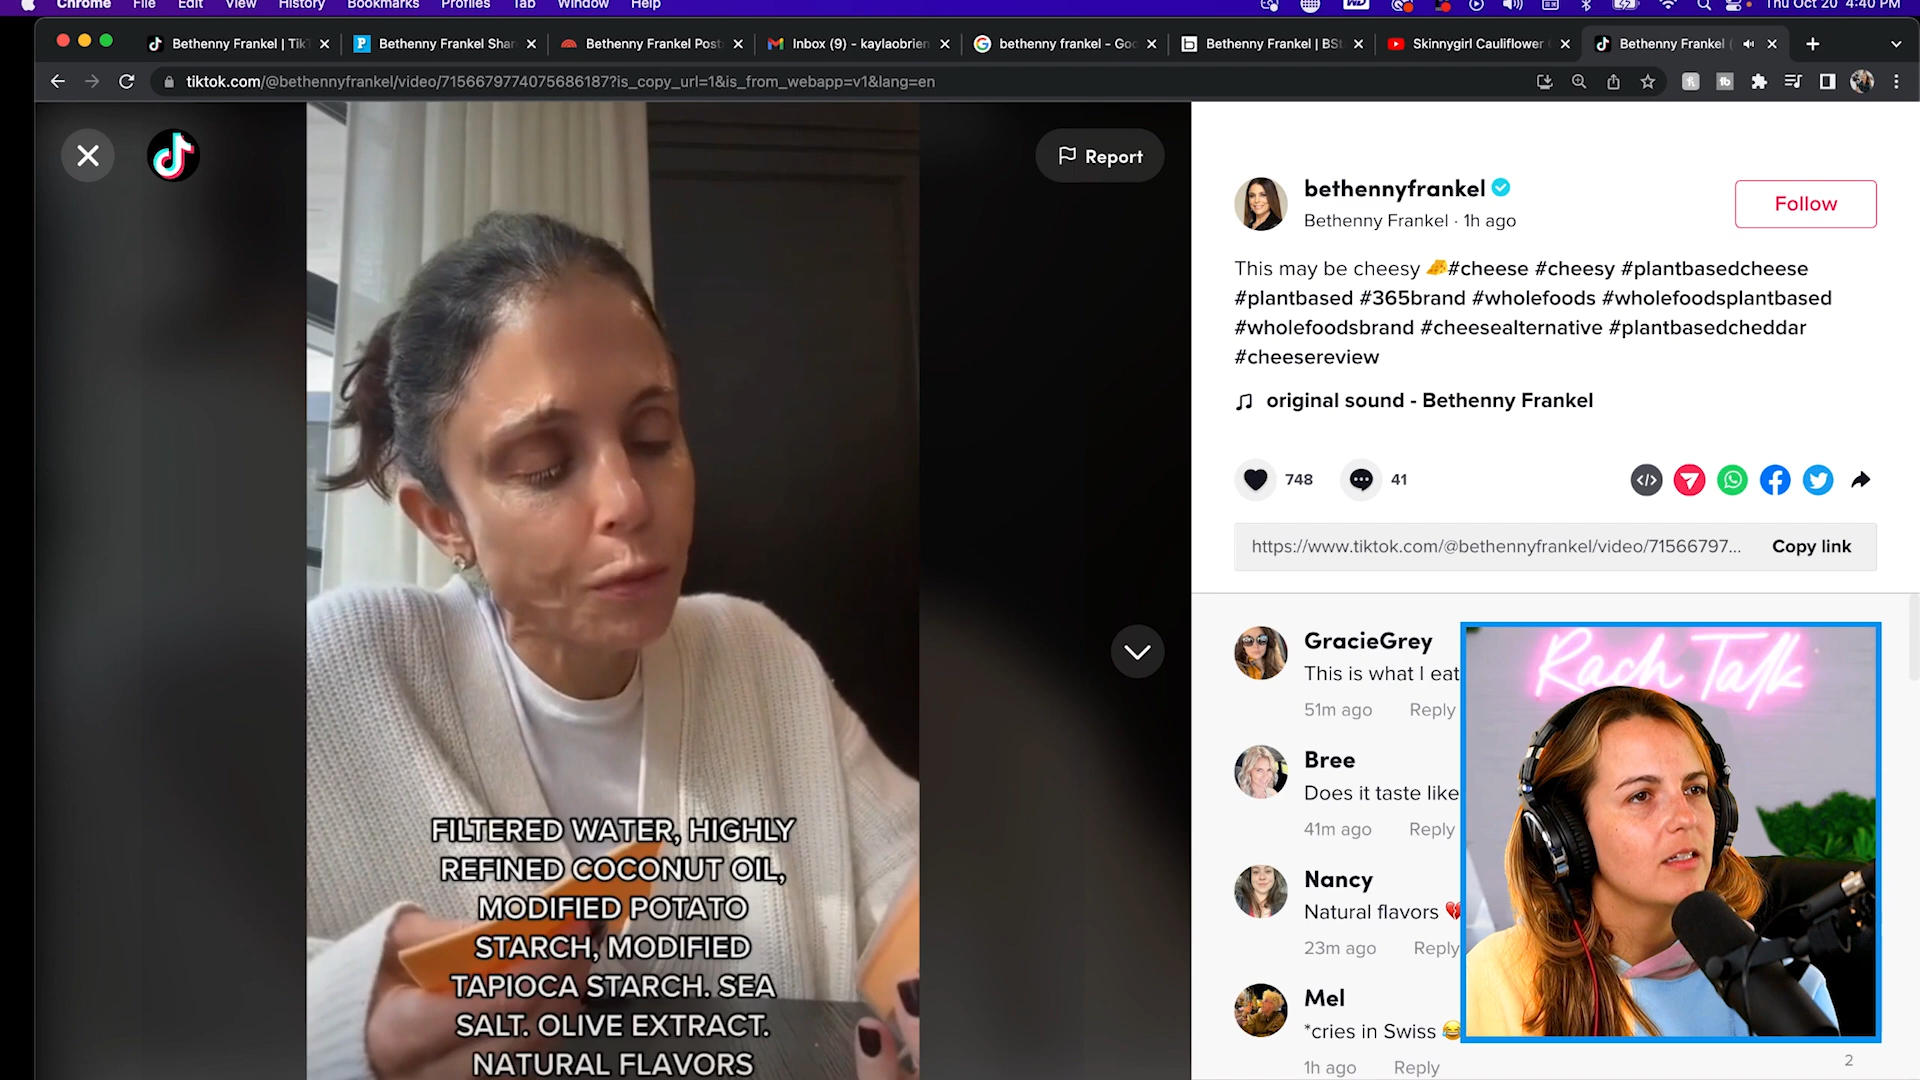 Chrome File Edit View History Bookmarks Profiles Tab Window Help Thu Oct 20 4:40 PM
Bethenny Frankel | Tik Bethenny Frankel Shar Bethenny Frankel Post Inbox (9) - kaylaobrien bethenny frankel - Goo Bethenny Frankel | BS Skinnygirl Cauliflower Bethenny Frankel (
tiktok.com/@bethennyfrankel/video/7156679774075686187?is_copy_url=1&is_from_webapp=v1&lang=en
Report
bethennyfrankel
Bethenny Frankel · 1h ago
Follow
This may be cheesy 🧀#cheese #cheesy #plantbasedcheese
#plantbased #365brand #wholefoods #wholefoodsplantbased
#wholefoodsbrand #cheesealternative #plantbasedcheddar
#cheesereview
original sound - Bethenny Frankel
748 41
https://www.tiktok.com/@bethennyfrankel/video/71566797... Copy link
FILTERED WATER, HIGHLY
REFINED COCONUT OIL,
MODIFIED POTATO
STARCH, MODIFIED
TAPIOCA STARCH. SEA
SALT. OLIVE EXTRACT.
NATURAL FLAVORS
GracieGrey
This is what I eat
51m ago Reply
Bree
Does it taste like
41m ago Reply
Nancy
Natural flavors 💔
23m ago Reply
Mel
*cries in Swiss 😂
1h ago Reply
2
Rach Talk